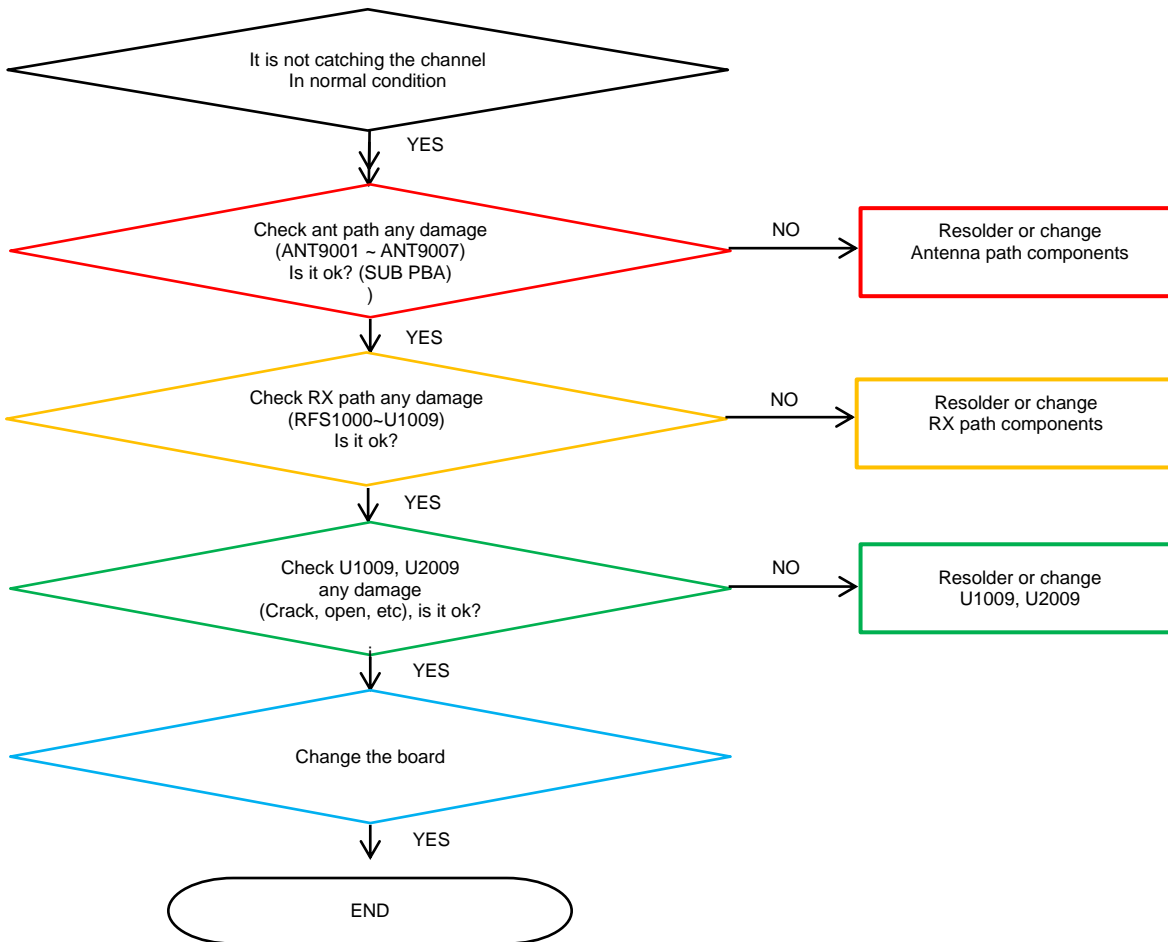 It is not catching the channel
In normal condition
YES
Check ant path any damage
(ANT9001 ~ ANT9007)
Is it ok? (SUB PBA)
)
NO
Resolder or change
Antenna path components
YES
Check RX path any damage
(RFS1000~U1009)
Is it ok?
NO
Resolder or change
RX path components
YES
Check U1009, U2009
any damage
(Crack, open, etc), is it ok?
;
NO
Resolder or change
U1009, U2009
YES
Change the board
YES
END